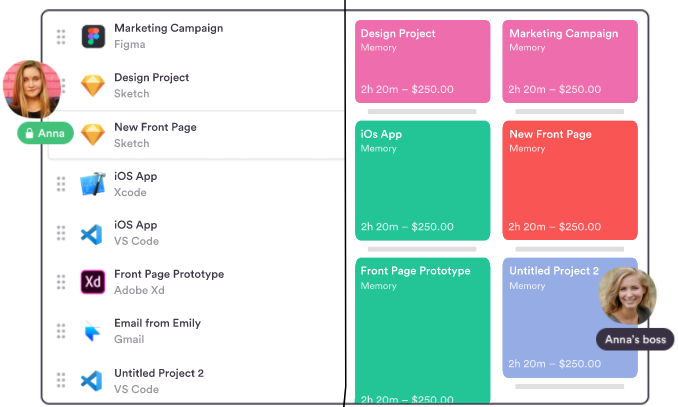 Marketing Campaign
Figma
Design Project
Sketch
Anna
New Front Page
Sketch
iOS App
Xcode
iOS App
VS Code
Xd
Front Page Prototype
Adobe Xd
Email from Emily
Gmail
Untitled Project 2
VS Code
Design Project
Memory
2h 20m – $250.00
Marketing Campaign
Memory
2h 20m – $250.00
iOs App
Memory
2h 20m – $250.00
New Front Page
Memory
2h 20m – $250.00
Front Page Prototype
Memory
2h 20m – $250.00
Untitled Project 2
Memory
2h 20m – $250.00
Anna's boss